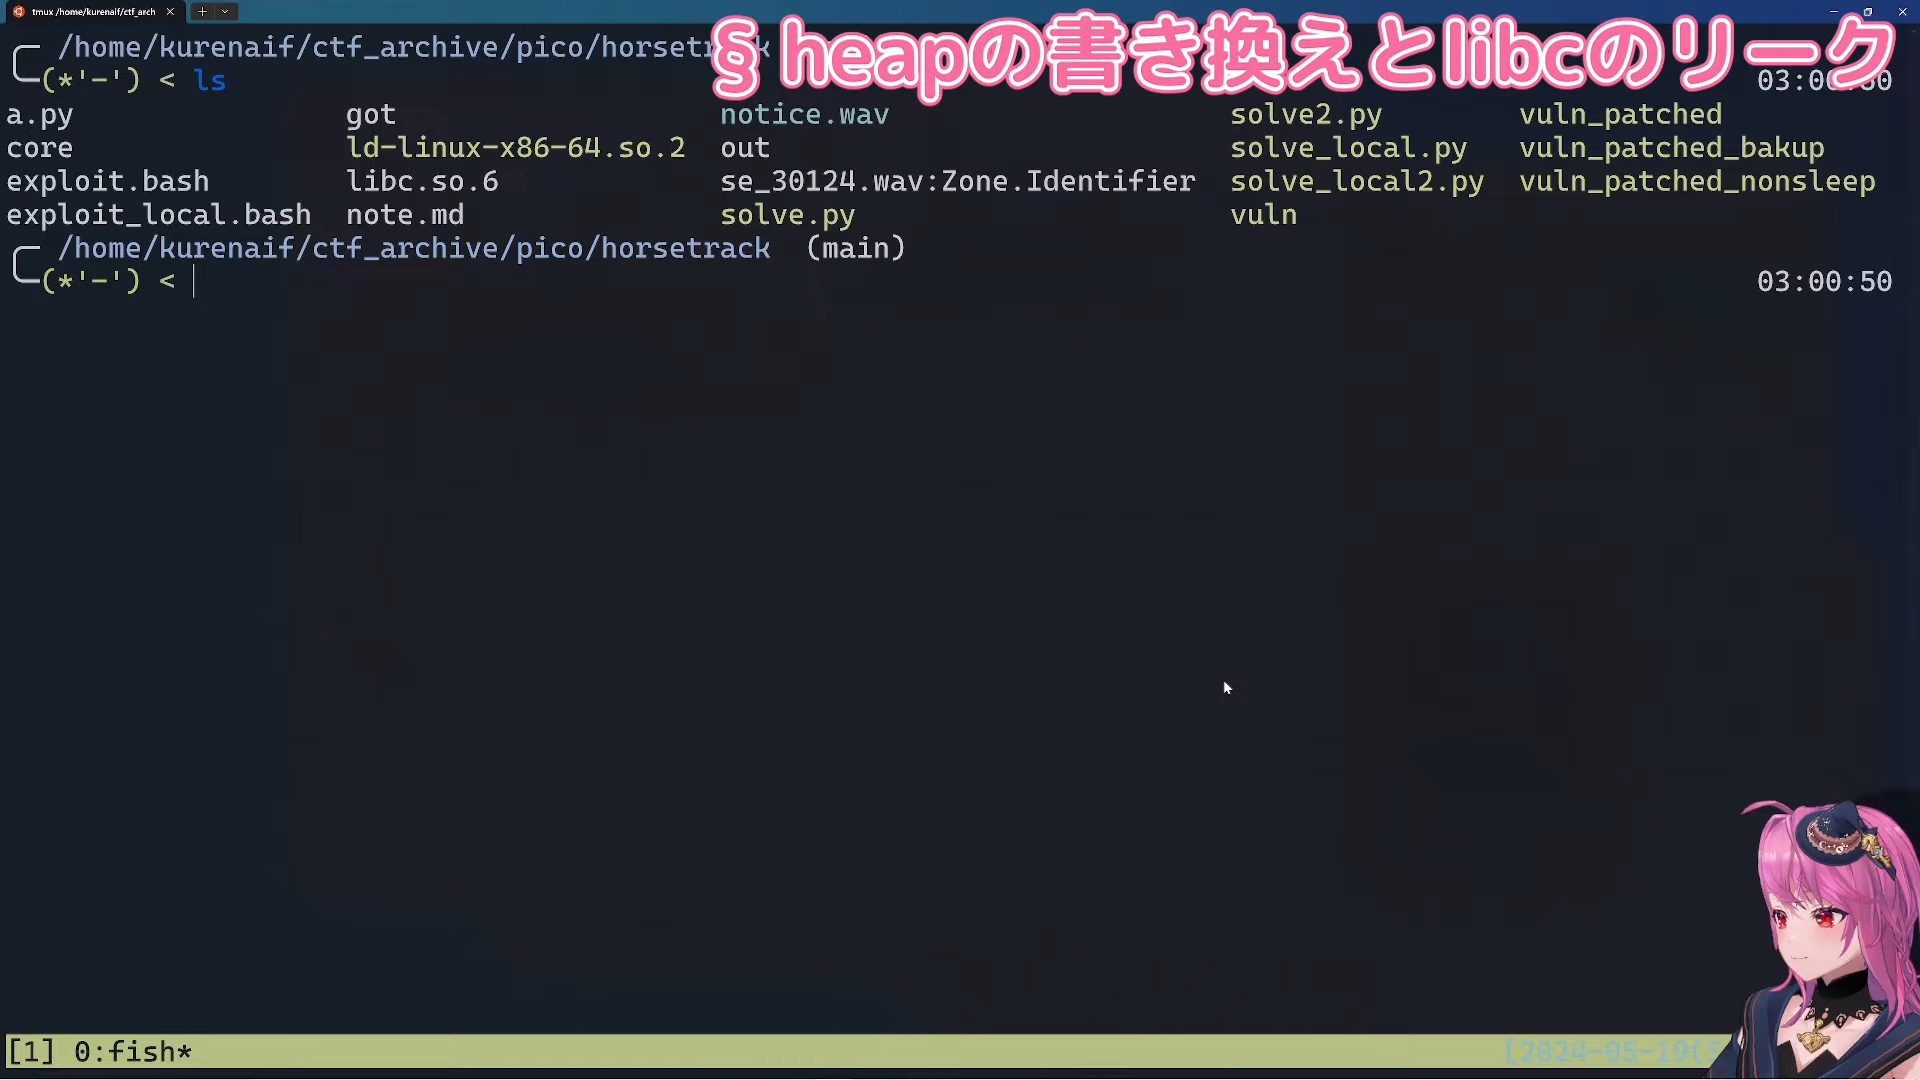 tmux /home/kurenaif/ctf_arch
§ heapの書き換えとlibcのリーク
/home/kurenaif/ctf_archive/pico/horsetrack
(*'-') < ls
a.py got notice.wav solve2.py vuln_patched
core ld-linux-x86-64.so.2 out solve_local.py vuln_patched_bakup
exploit.bash libc.so.6 se_30124.wav:Zone.Identifier solve_local2.py vuln_patched_nonsleep
exploit_local.bash note.md solve.py vuln
/home/kurenaif/ctf_archive/pico/horsetrack (main)
(*'-') < 03:00:50
[1] 0:fish* [2024-05-19(